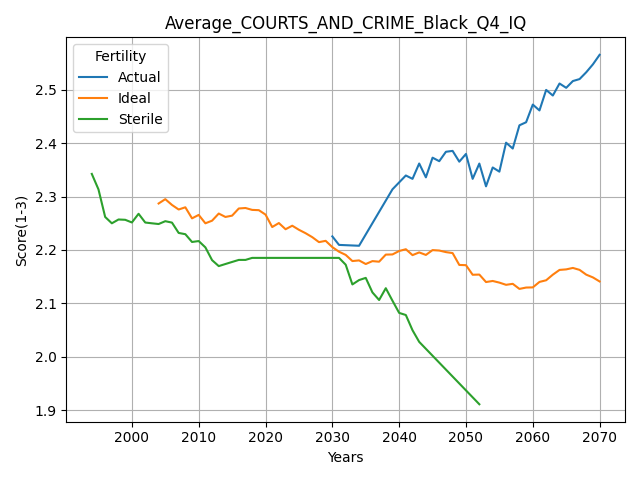 Average_COURTS_AND_CRIME_Black_Q4_IQ
Fertility
Actual
Ideal
Sterile
Score(1-3)
2.5
2.4
2.3
2.2
2.1
2.0
1.9
2000 2010 2020 2030 2040 2050 2060 2070
Years